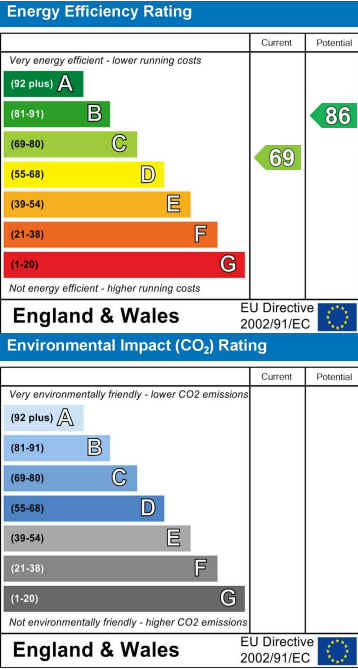 Energy Efficiency Rating
Current Potential
Very energy efficient - lower running costs
(92 plus) A
(81-91) B
86
(69-80) C
69
(55-68) D
(39-54) E
(21-38) F
(1-20) G
Not energy efficient - higher running costs
England & Wales
EU Directive
2002/91/EC
Environmental Impact (CO2) Rating
Current Potential
Very environmentally friendly - lower CO2 emissions
(92 plus) A
(81-91) B
(69-80) C
(55-68) D
(39-54) E
(21-38) F
(1-20) G
Not environmentally friendly - higher CO2 emissions
England & Wales
EU Directive
2002/91/EC